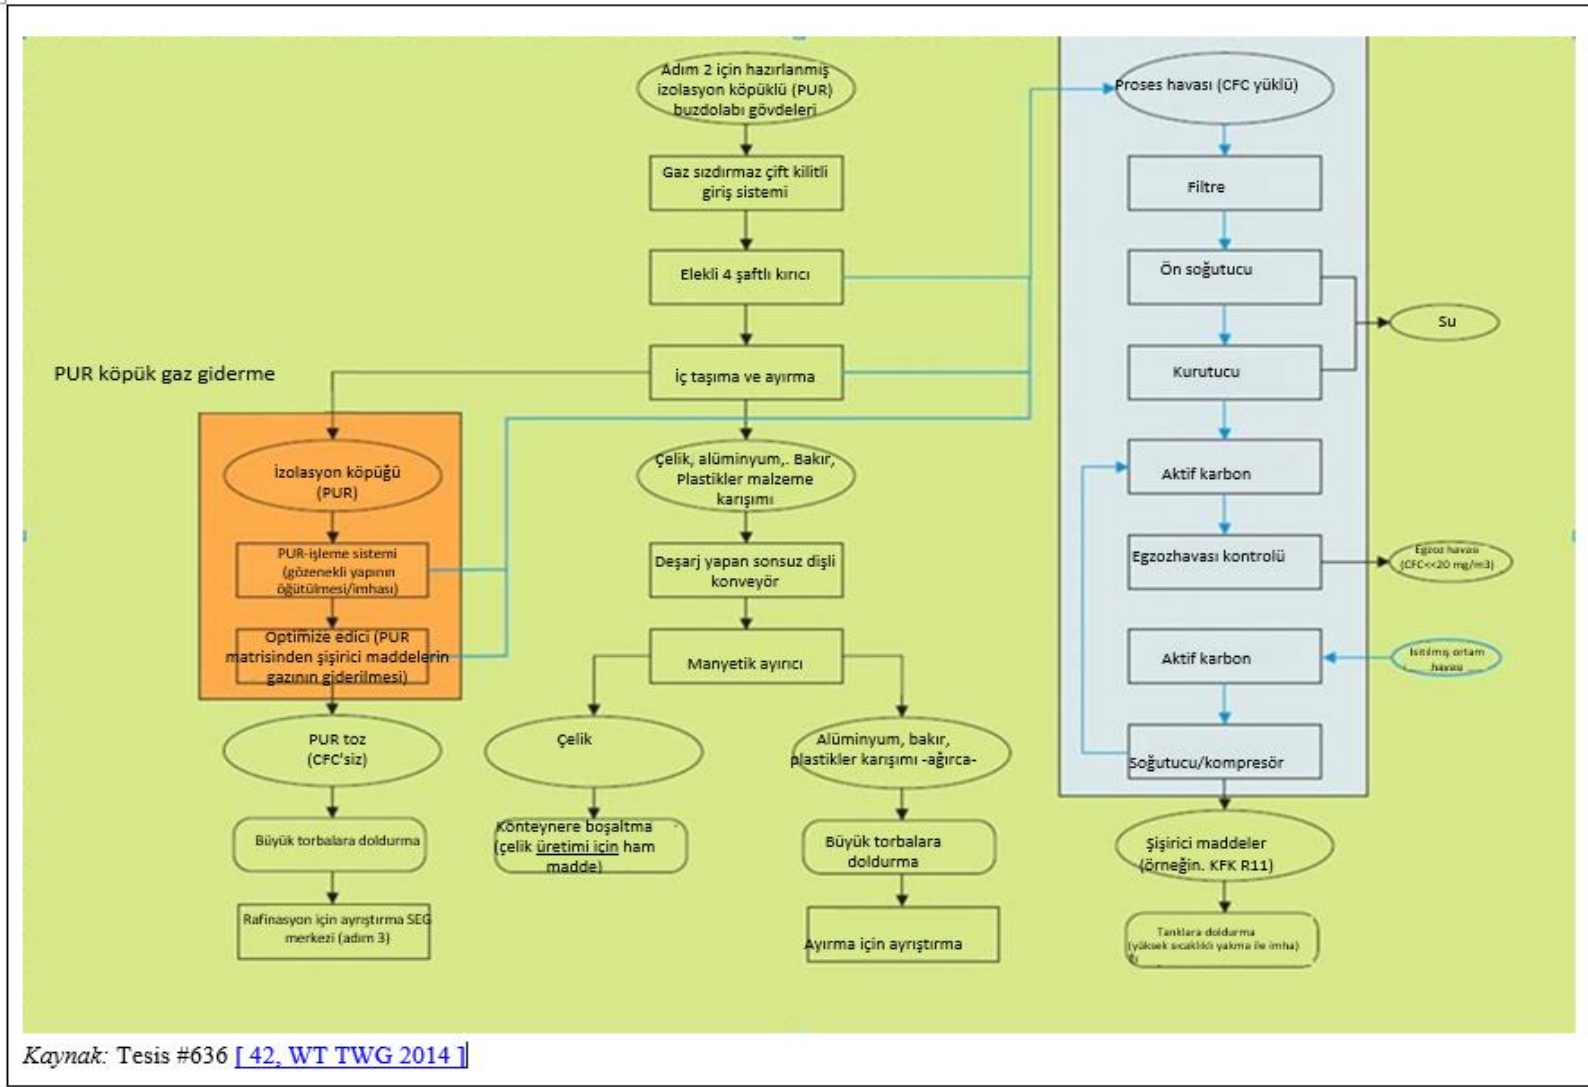 Adım 2 için hazırlanmış
izolasyon köpüklü (PUR)
buzdolabı gövdeleri
Gaz sızdırmaz çift kilitli
giriş sistemi
Elekli 4 şaftlı kırıcı
İç taşıma ve ayırma
PUR köpük gaz giderme
İzolasyon köpüğü
(PUR)
PUR-işleme sistemi
(gözenekli yapının
öğütülmesi/imhası)
Optimize edici (PUR
matrisinden şişirici maddelerin
gazının giderilmesi)
PUR toz
(CFC'siz)
Büyük torbalara doldurma
Rafinasyon için ayrıştırma SEG
merkezi (adım 3)
Çelik, alüminyum,. Bakır,
Plastikler malzeme
karışımı
Deşarj yapan sonsuz dişli
konveyör
Manyetik ayırıcı
Çelik
Konteynere boşaltma
(çelik üretimi için ham
madde)
Alüminyum, bakır,
plastikler karışımı -ağırca-
Büyük torbalara
doldurma
Ayırma için ayrıştırma
Proses havası (CFC yüklü)
Filtre
Ön soğutucu
Kurutucu
Su
Aktif karbon
Egzozhavası kontrolü
Egzoz havası
(CFC<<20 mg/m3)
Aktif karbon
Isıtılmış ortam
havası
Soğutucu/kompresör
Şişirici maddeler
(örneğin. KFK R11)
Tanklara doldurma
(yüksek sıcaklıklı yakma ile imha)
Kaynak: Tesis #636 [ 42, WT TWG 2014 ]